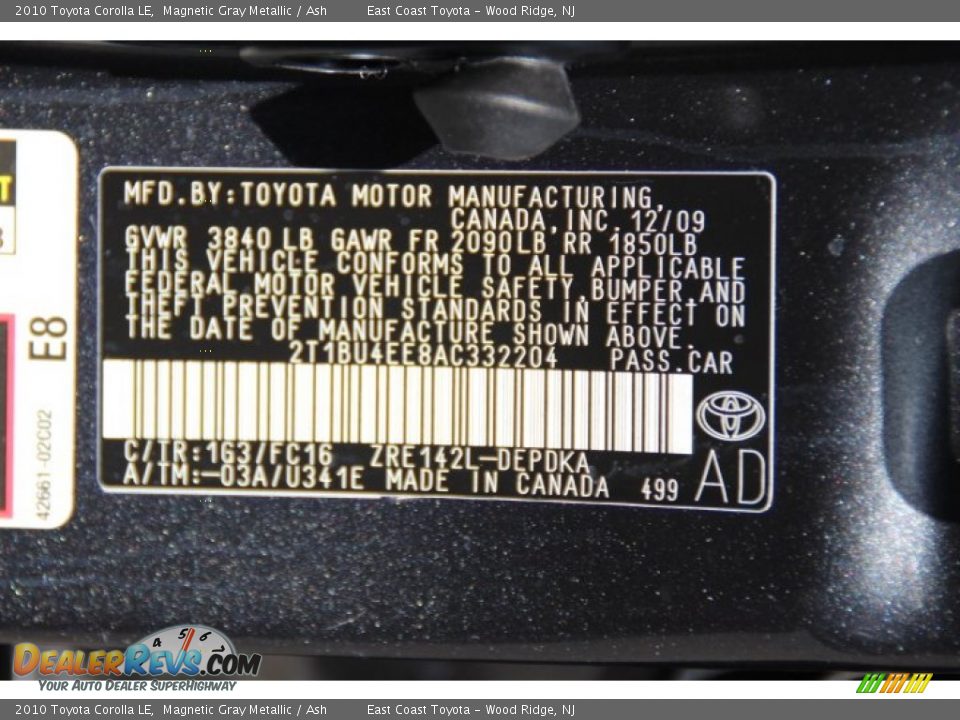 2010 Toyota Corolla LE, Magnetic Gray Metallic / Ash East Coast Toyota - Wood Ridge, NJ
MFD.BY:TOYOTA MOTOR MANUFACTURING,
CANADA,INC. 12/09
GVWR 3840 LB GAWR FR 2090LB RR 1850LB
THIS VEHICLE CONFORMS TO ALL APPLICABLE
FEDERAL MOTOR VEHICLE SAFETY,BUMPER,AND
THEFT PREVENTION STANDARDS IN EFFECT ON
THE DATE OF MANUFACTURE SHOWN ABOVE.
2T1BU4EE8AC332204 PASS.CAR
C/TR:1G3/FC16 ZRE142L-DEPDKA
A/TM:-03A/U341E MADE IN CANADA 499
AD
T
E8
42661-02C02
4 5 6
DEALERREVS.COM
YOUR AUTO DEALER SUPERHIGHWAY
2010 Toyota Corolla LE, Magnetic Gray Metallic / Ash East Coast Toyota - Wood Ridge, NJ